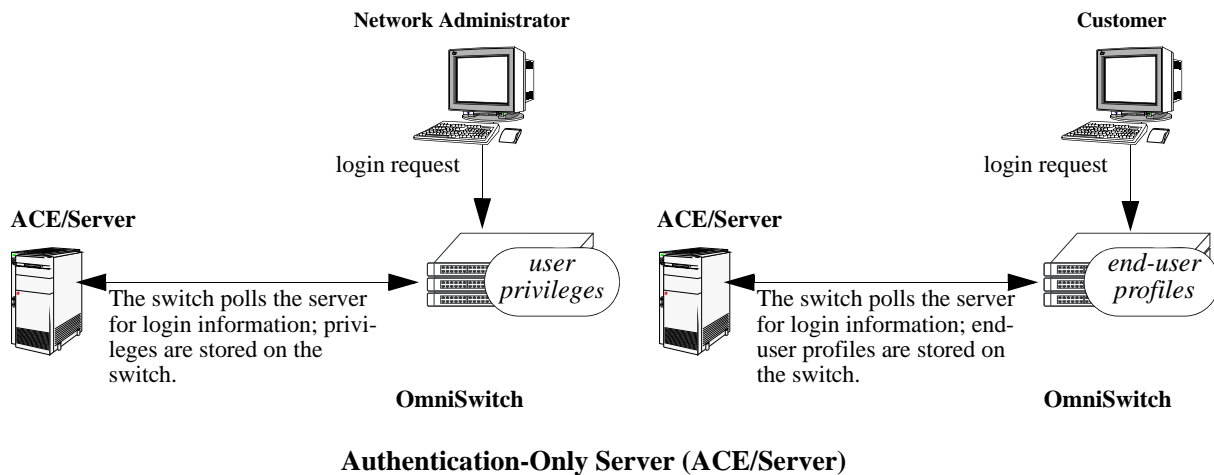 Network Administrator
login request
ACE/Server
user
privileges
The switch polls the server
for login information; privi-
leges are stored on the
switch.
OmniSwitch
Customer
login request
ACE/Server
end-user
profiles
The switch polls the server
for login information; end-
user profiles are stored on
the switch.
OmniSwitch
Authentication-Only Server (ACE/Server)